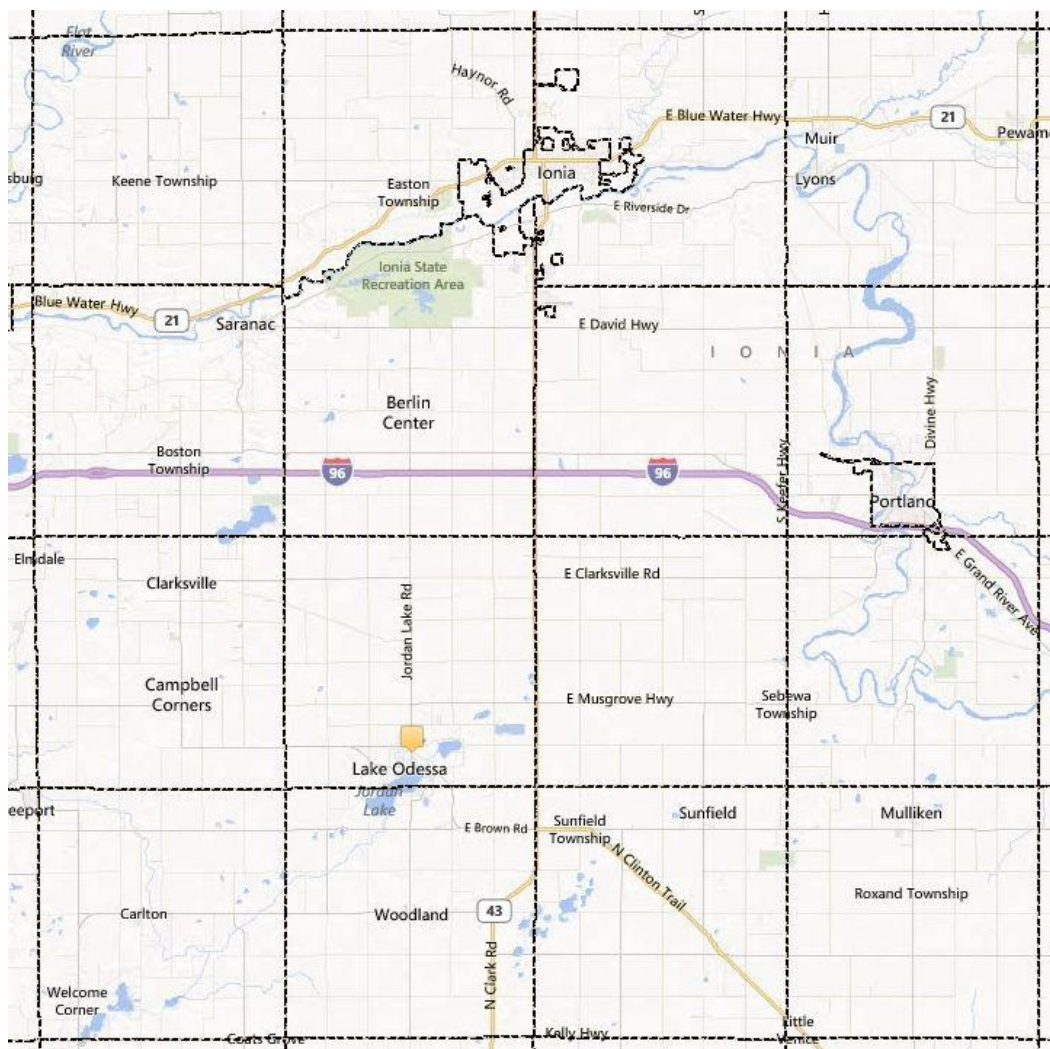 Flat
River
Haynor Rd
E Blue Water Hwy
21
Muir
Pewamo
sburg
Keene Township
Easton
Township
Ionia
Lyons
E Riverside Dr
Ionia State
Recreation Area
Blue Water Hwy
21
Saranac
E David Hwy
I O N I A
Berlin
Center
Divine Hwy
Boston
Township
96
96
S Keefer Hwy
Portland
Elmdale
Clarksville
Jordan Lake Rd
E Clarksville Rd
E Grand River Ave
Campbell
Corners
E Musgrove Hwy
Sebewa
Township
Lake Odessa
Jordan
Lake
eeport
E Brown Rd
Sunfield
Township
Sunfield
Mulliken
N Clinton Trail
Roxand Township
Carlton
Woodland
43
N Clark Rd
Welcome
Corner
Coats Grove
Kelly Hwy
Little
Venice